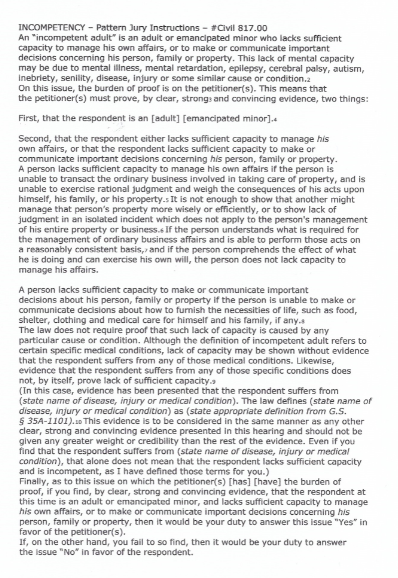 INCOMPETENCY – Pattern Jury Instructions – #Civil 817.00
An "incompetent adult" is an adult or emancipated minor who lacks sufficient
capacity to manage his own affairs, or to make or communicate important
decisions concerning his person, family or property. This lack of mental capacity
may be due to mental illness, mental retardation, epilepsy, cerebral palsy, autism,
inebriety, senility, disease, injury or some similar cause or condition.2
On this issue, the burden of proof is on the petitioner(s). This means that
the petitioner(s) must prove, by clear, strong3 and convincing evidence, two things:
First, that the respondent is an [adult] [emancipated minor].4
Second, that the respondent either lacks sufficient capacity to manage his
own affairs, or that the respondent lacks sufficient capacity to make or
communicate important decisions concerning his person, family or property.
A person lacks sufficient capacity to manage his own affairs if the person is
unable to transact the ordinary business involved in taking care of property, and is
unable to exercise rational judgment and weigh the consequences of his acts upon
himself, his family, or his property.5 It is not enough to show that another might
manage that person's property more wisely or efficiently, or to show lack of
judgment in an isolated incident which does not apply to the person's management
of his entire property or business.6 If the person understands what is required for
the management of ordinary business affairs and is able to perform those acts on
a reasonably consistent basis,7 and if the person comprehends the effect of what
he is doing and can exercise his own will, the person does not lack capacity to
manage his affairs.
A person lacks sufficient capacity to make or communicate important
decisions about his person, family or property if the person is unable to make or
communicate decisions about how to furnish the necessities of life, such as food,
shelter, clothing and medical care for himself and his family, if any.8
The law does not require proof that such lack of capacity is caused by any
particular cause or condition. Although the definition of incompetent adult refers to
certain specific medical conditions, lack of capacity may be shown without evidence
that the respondent suffers from any of those medical conditions. Likewise,
evidence that the respondent suffers from any of those specific conditions does
not, by itself, prove lack of sufficient capacity.9
(In this case, evidence has been presented that the respondent suffers from
(state name of disease, injury or medical condition). The law defines (state name of
disease, injury or medical condition) as (state appropriate definition from G.S.
§ 35A-1101).10 This evidence is to be considered in the same manner as any other
clear, strong and convincing evidence presented in this hearing and should not be
given any greater weight or credibility than the rest of the evidence. Even if you
find that the respondent suffers from (state name of disease, injury or medical
condition), that alone does not mean that the respondent lacks sufficient capacity
and is incompetent, as I have defined those terms for you.)
Finally, as to this issue on which the petitioner(s) [has] [have] the burden of
proof, if you find, by clear, strong and convincing evidence, that the respondent at
this time is an adult or emancipated minor, and lacks sufficient capacity to manage
his own affairs, or to make or communicate important decisions concerning his
person, family or property, then it would be your duty to answer this issue "Yes" in
favor of the petitioner(s).
If, on the other hand, you fail to so find, then it would be your duty to answer
the issue "No" in favor of the respondent.